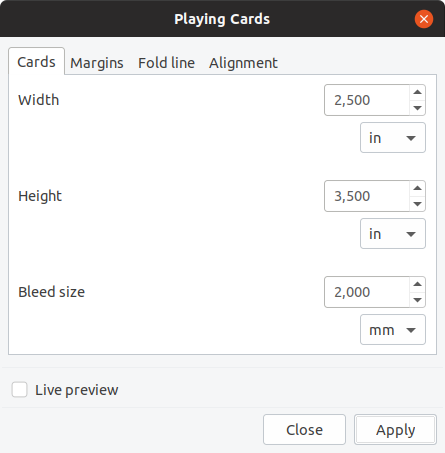 Playing Cards
Cards Margins Fold line Alignment
Width 2,500
in
Height 3,500
in
Bleed size 2,000
mm
Live preview
Close Apply